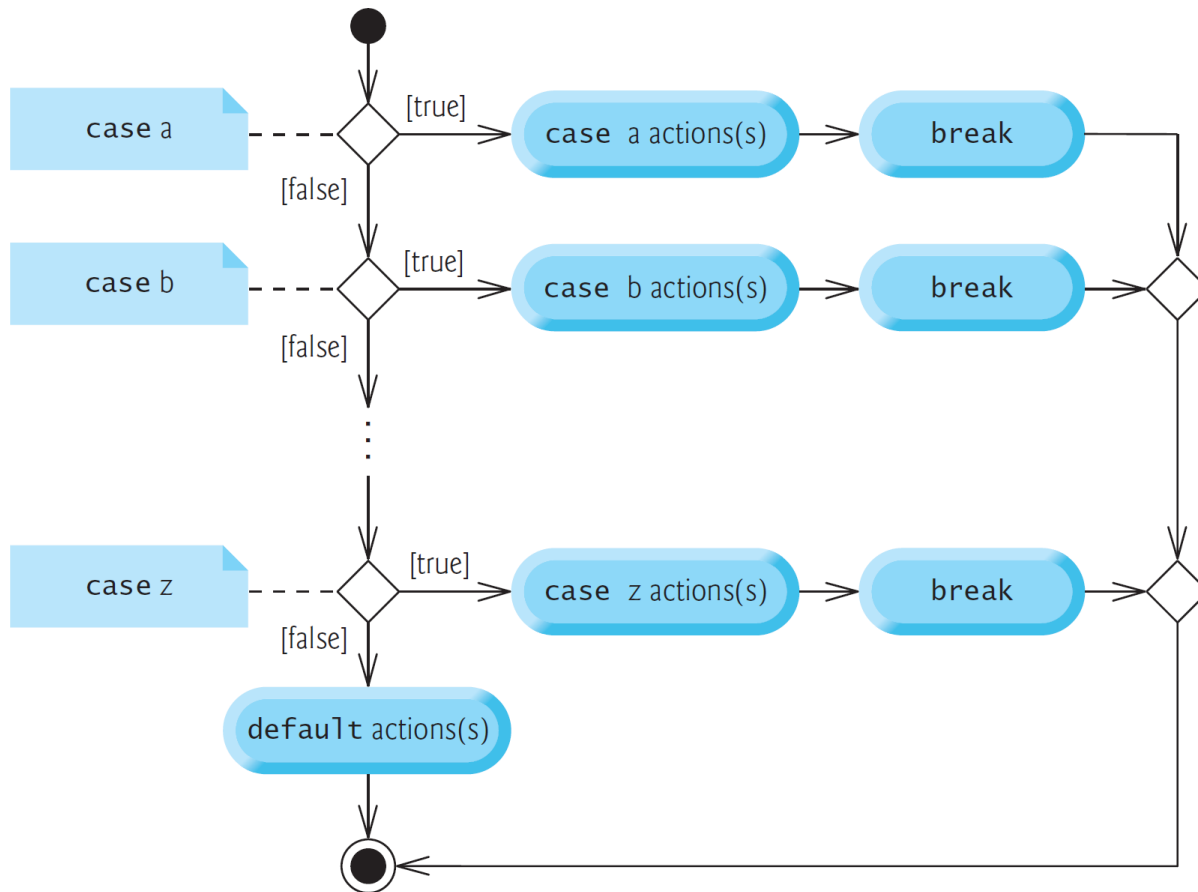 [true]
case a
case a actions(s)
break
[false]
[true]
case b
case b actions(s)
break
[false]
[true]
case z
case z actions(s)
break
[false]
default actions(s)